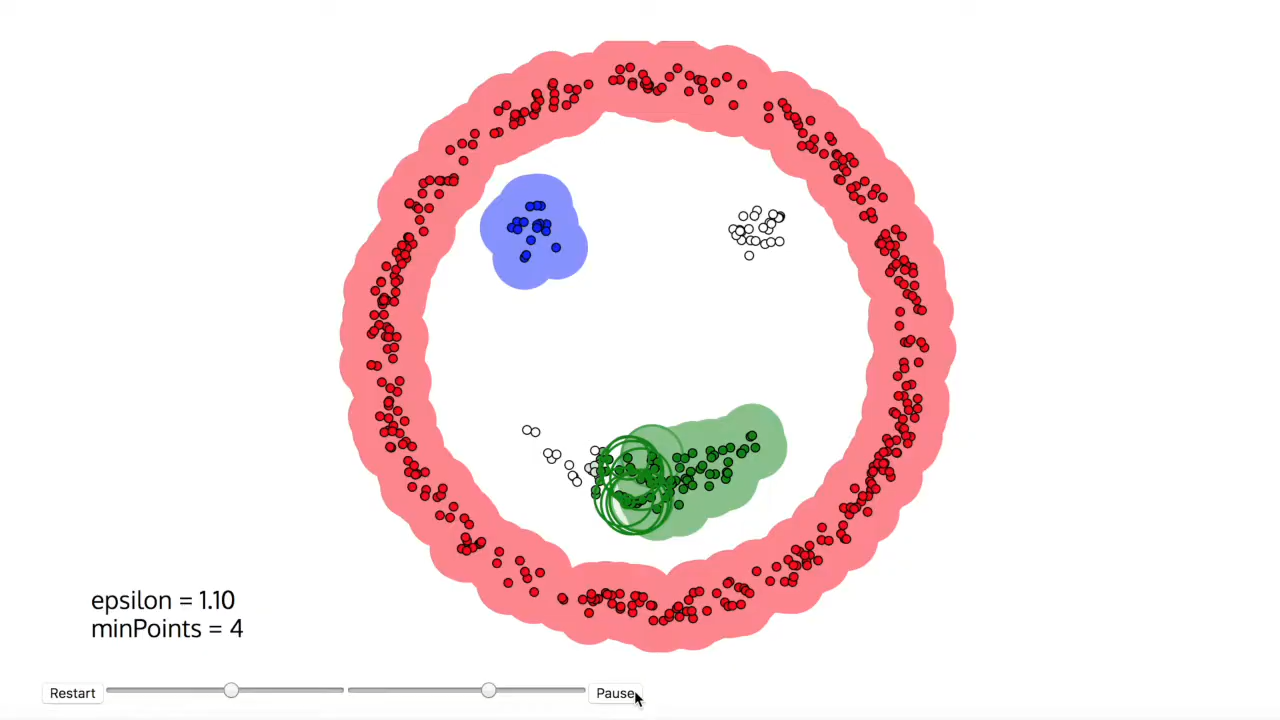 epsilon = 1.10
minPoints = 4
Restart
Pause